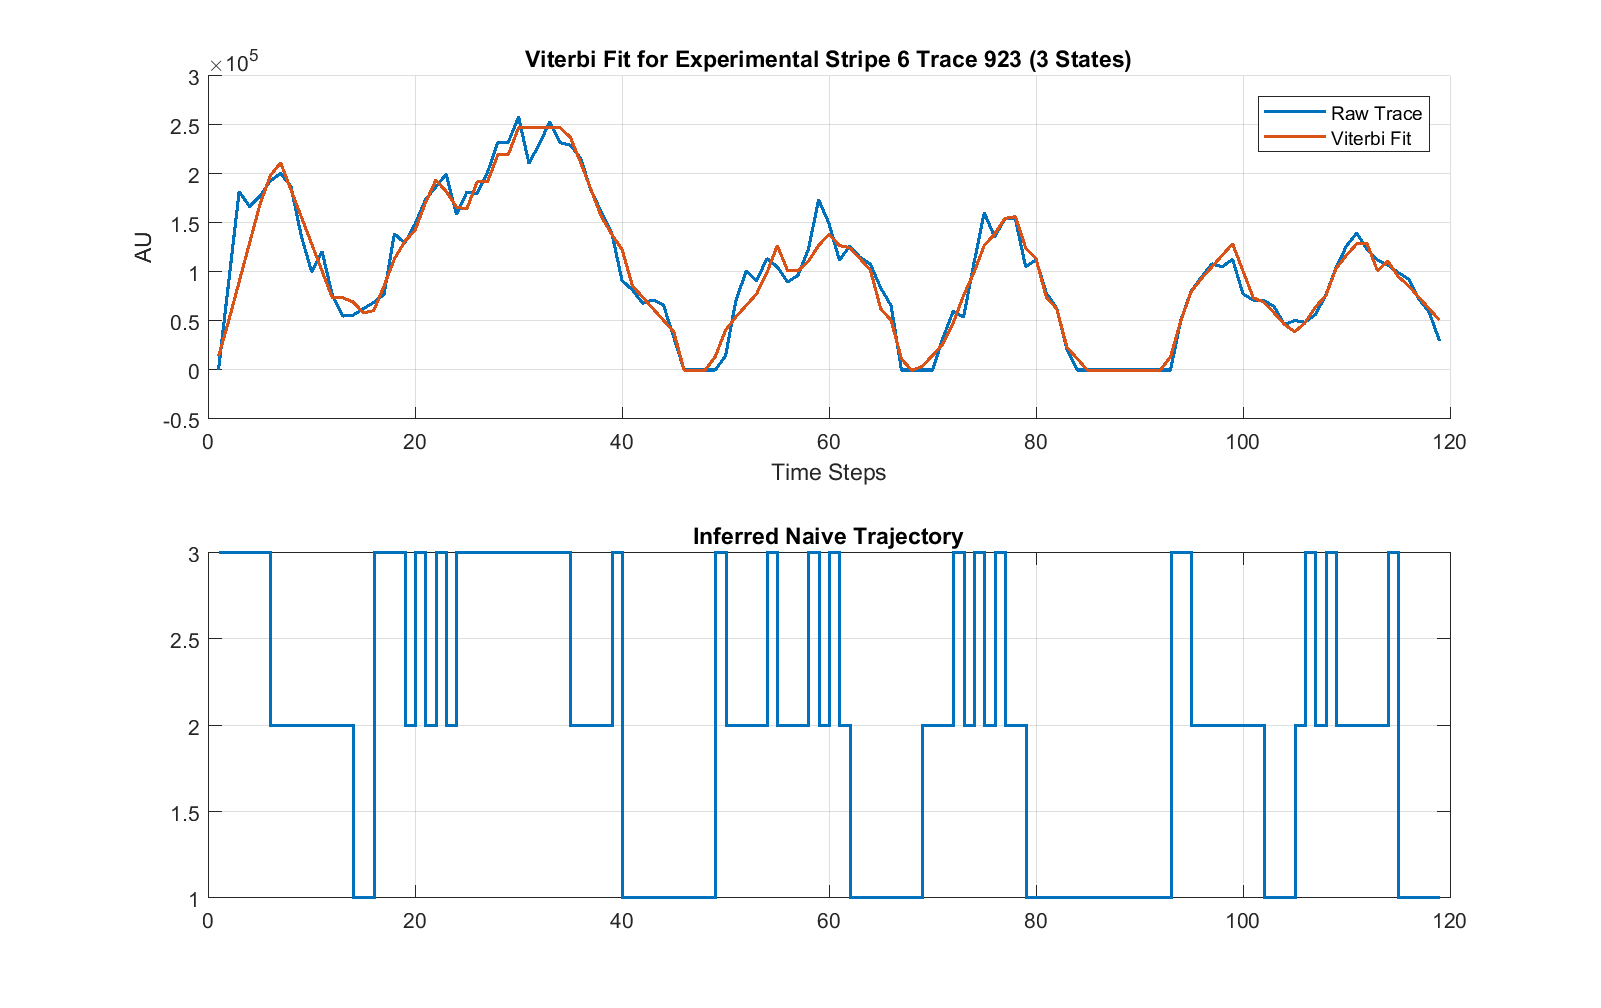 Viterbi Fit for Experimental Stripe 6 Trace 923 (3 States)
×10^5
3
2.5
2
1.5
1
0.5
0
-0.5
AU
Raw Trace
Viterbi Fit
0 20 40 60 80 100 120
Time Steps
Inferred Naive Trajectory
3
2.5
2
1.5
1
0 20 40 60 80 100 120